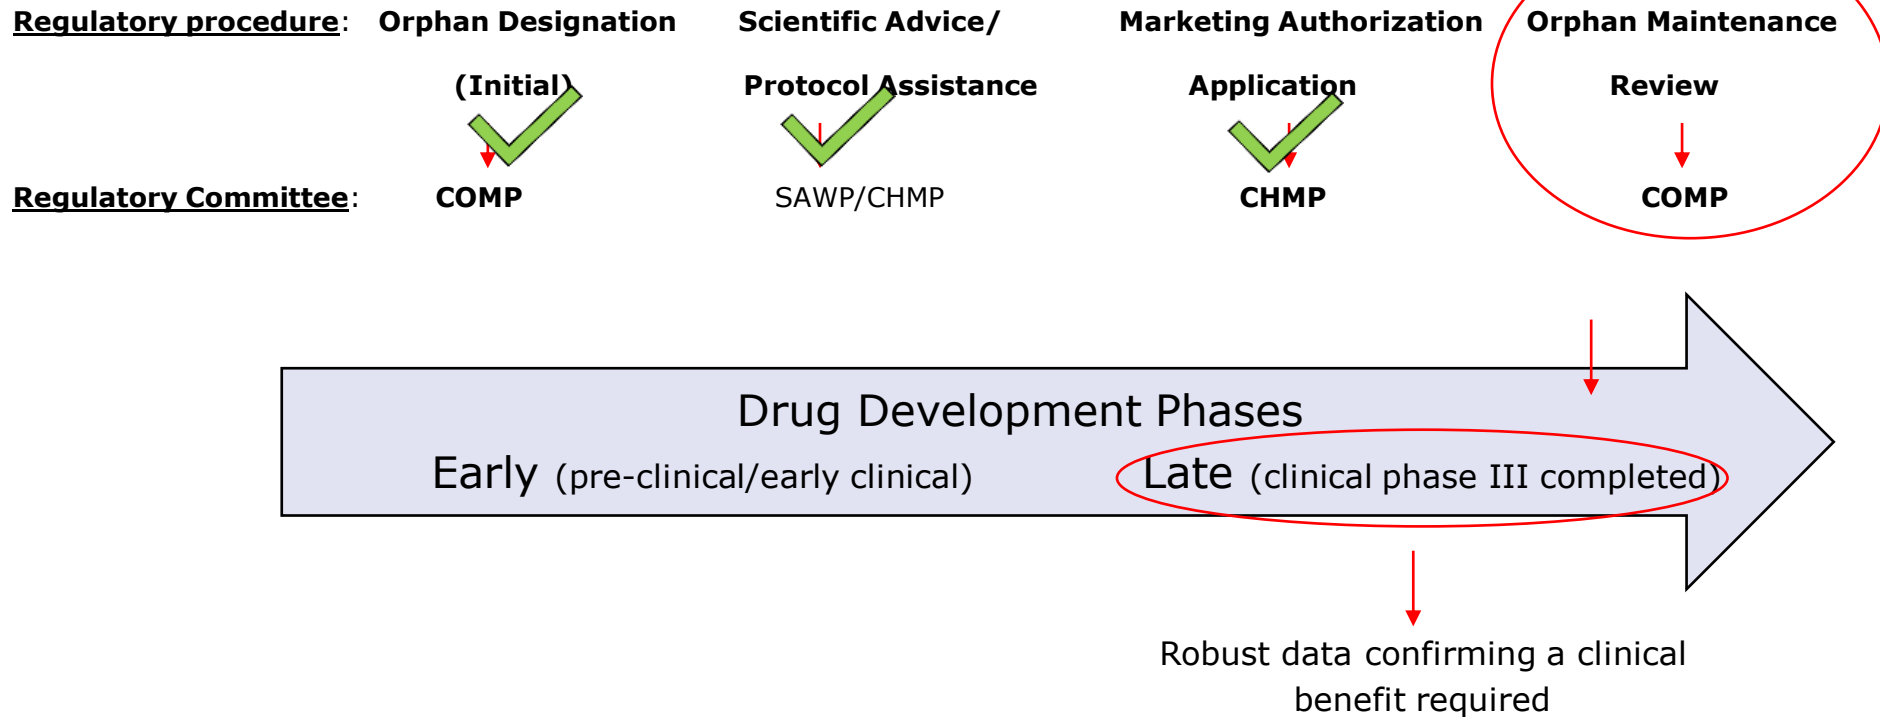 Regulatory procedure: Orphan Designation Scientific Advice/ Marketing Authorization Orphan Maintenance
(Initial) Protocol Assistance Application Review
Regulatory Committee: COMP SAWP/CHMP CHMP COMP
Drug Development Phases
Early (pre-clinical/early clinical) Late (clinical phase III completed)
Robust data confirming a clinical
benefit required